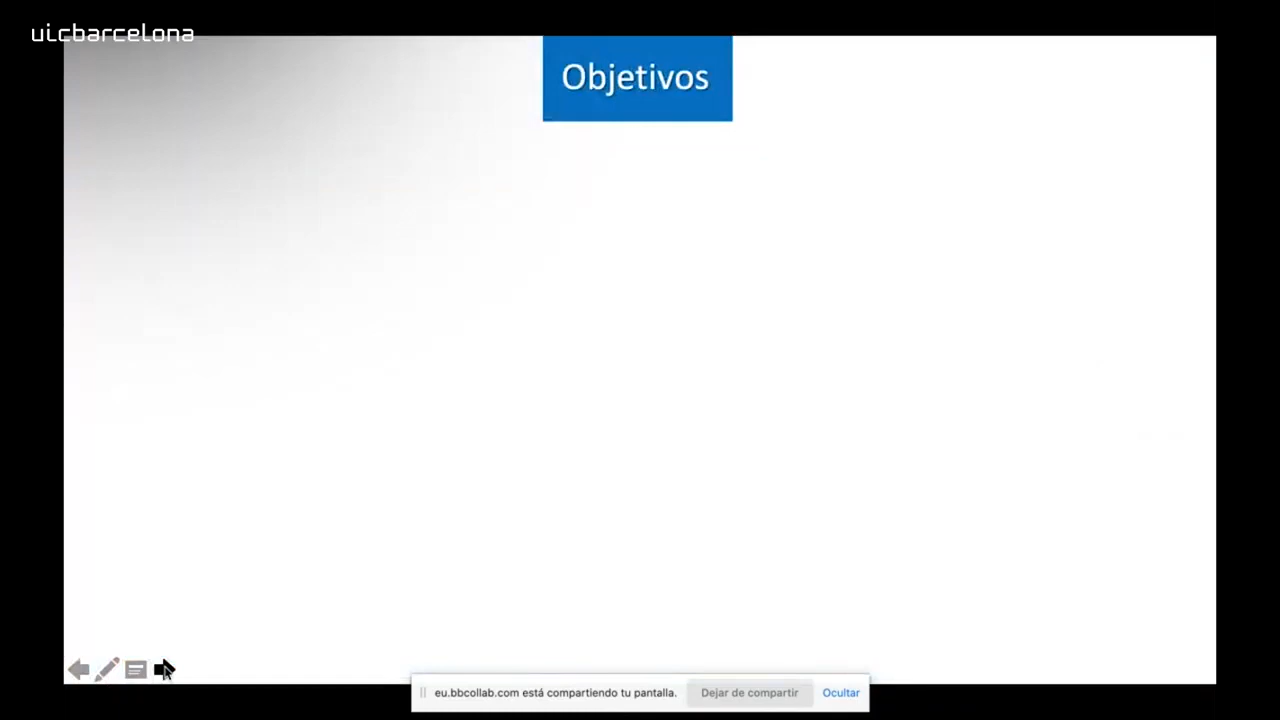 uicbarcelona
Objetivos
eu.bbcollab.com está compartiendo tu pantalla.
Dejar de compartir
Ocultar